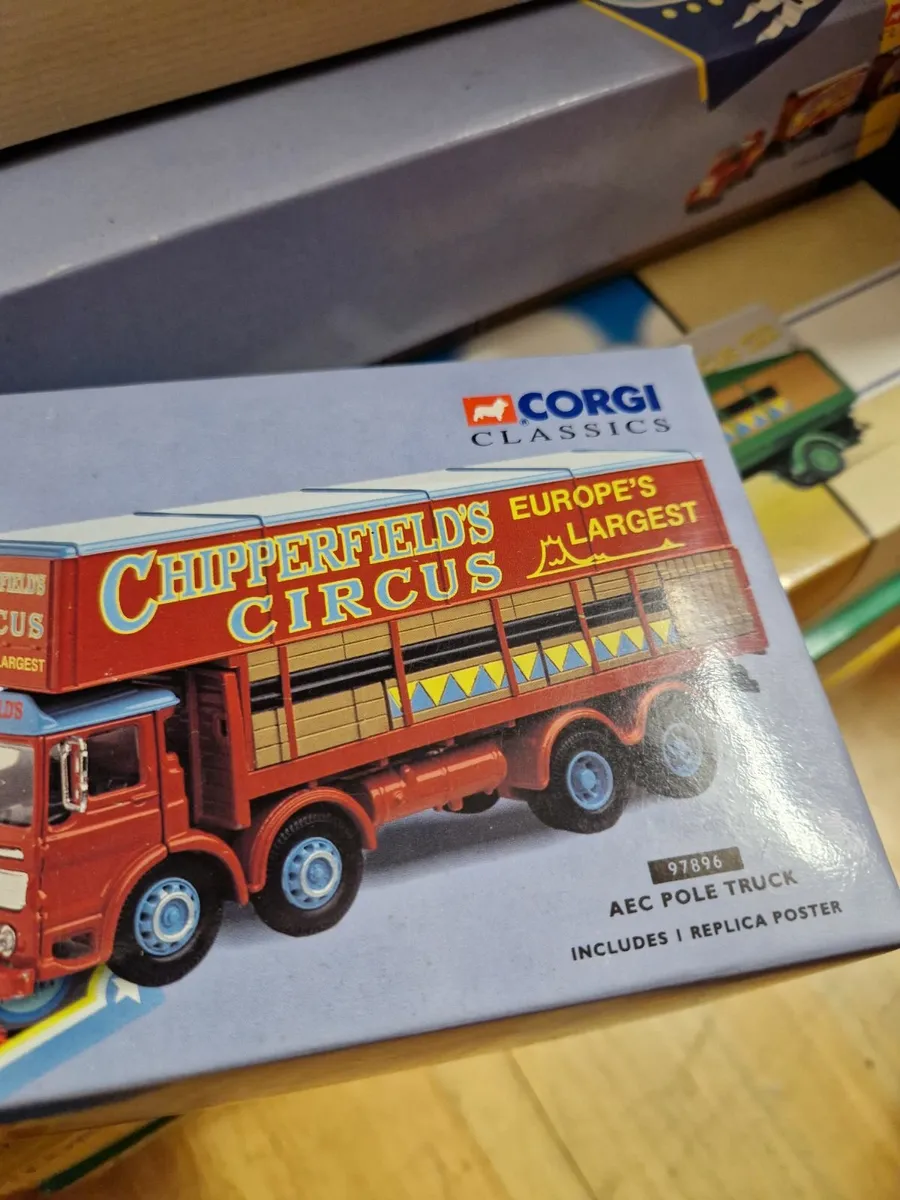 CORGI
CLASSICS
CHIPPERFIELD'S
CIRCUS
EUROPE'S
LARGEST
97896
AEC POLE TRUCK
INCLUDES 1 REPLICA POSTER